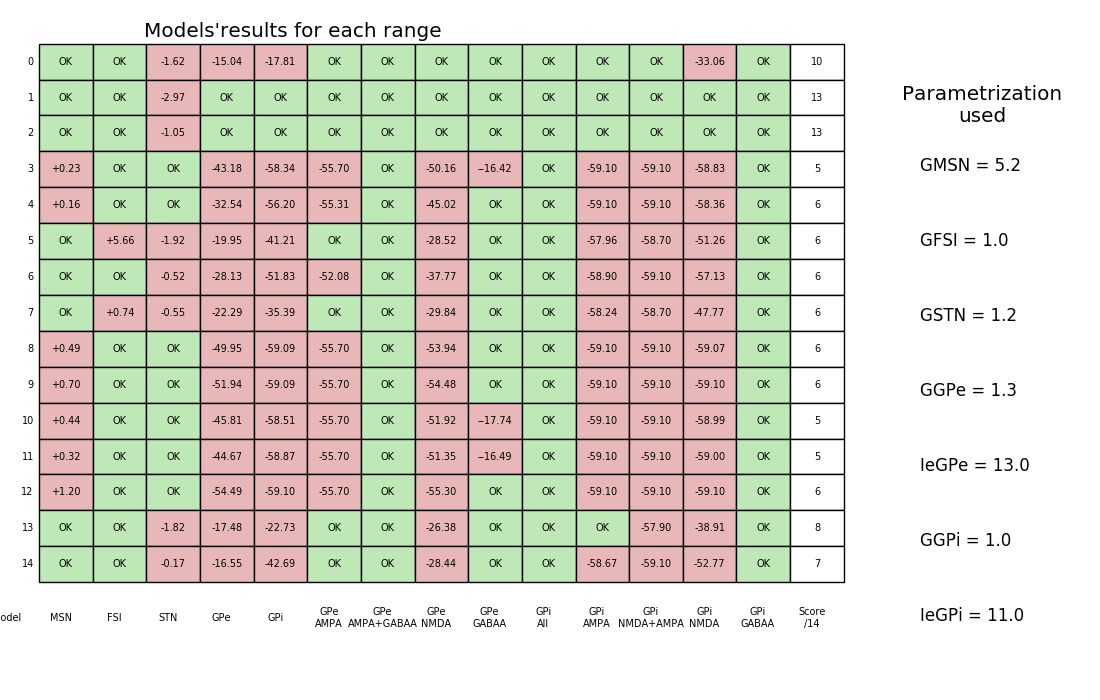 Models'results for each range
0 OK OK -1.62 -15.04 -17.81 OK OK OK OK OK OK OK -33.06 OK 10
1 OK OK -2.97 OK OK OK OK OK OK OK OK OK OK OK 13
2 OK OK -1.05 OK OK OK OK OK OK OK OK OK OK OK 13
3 +0.23 OK OK -43.18 -58.34 -55.70 OK -50.16 --16.42 OK -59.10 -59.10 -58.83 OK 5
4 +0.16 OK OK -32.54 -56.20 -55.31 OK -45.02 OK OK -59.10 -59.10 -58.36 OK 6
5 OK +5.66 -1.92 -19.95 -41.21 OK OK -28.52 OK OK -57.96 -58.70 -51.26 OK 6
6 OK OK -0.52 -28.13 -51.83 -52.08 OK -37.77 OK OK -58.90 -59.10 -57.13 OK 6
7 OK +0.74 -0.55 -22.29 -35.39 OK OK -29.84 OK OK -58.24 -58.70 -47.77 OK 6
8 +0.49 OK OK -49.95 -59.09 -55.70 OK -53.94 OK OK -59.10 -59.10 -59.07 OK 6
9 +0.70 OK OK -51.94 -59.09 -55.70 OK -54.48 OK OK -59.10 -59.10 -59.10 OK 6
10 +0.44 OK OK -45.81 -58.51 -55.70 OK -51.92 --17.74 OK -59.10 -59.10 -58.99 OK 5
11 +0.32 OK OK -44.67 -58.87 -55.70 OK -51.35 --16.49 OK -59.10 -59.10 -59.00 OK 5
12 +1.20 OK OK -54.49 -59.10 -55.70 OK -55.30 OK OK -59.10 -59.10 -59.10 OK 6
13 OK OK -1.82 -17.48 -22.73 OK OK -26.38 OK OK OK -57.90 -38.91 OK 8
14 OK OK -0.17 -16.55 -42.69 OK OK -28.44 OK OK -58.67 -59.10 -52.77 OK 7
GPe GPe GPe GPe GPi GPi GPi GPi GPi Score
odel MSN FSI STN GPe GPi
AMPA AMPA+GABAA NMDA GABAA All AMPA NMDA+AMPA NMDA GABAA /14
Parametrization
used
GMSN = 5.2
GFSI = 1.0
GSTN = 1.2
GGPe = 1.3
IeGPe = 13.0
GGPi = 1.0
IeGPi = 11.0